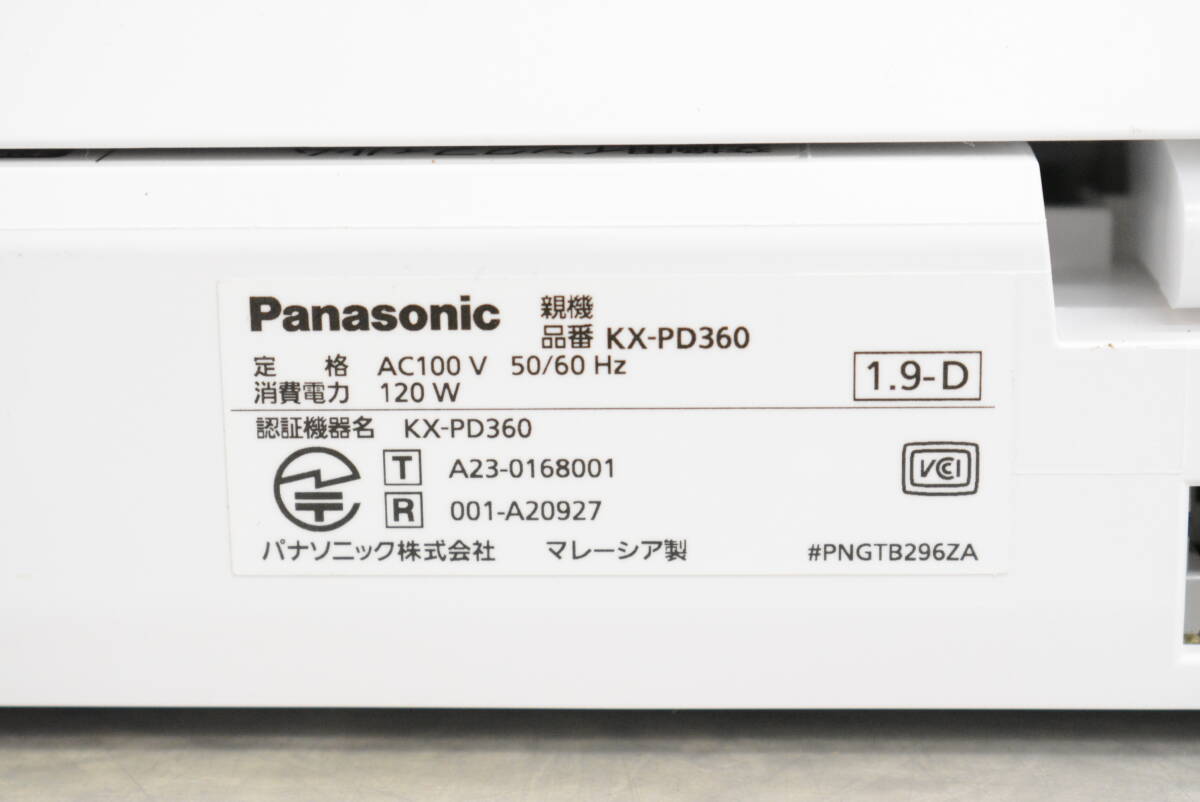 Panasonic 親機
品番 KX-PD360
定 格 AC100 V 50/60 Hz
消費電力 120 W
1.9-D
認証機器名 KX-PD360
T A23-0168001
R 001-A20927
VCCI
パナソニック株式会社 マレーシア製 #PNGTB296ZA